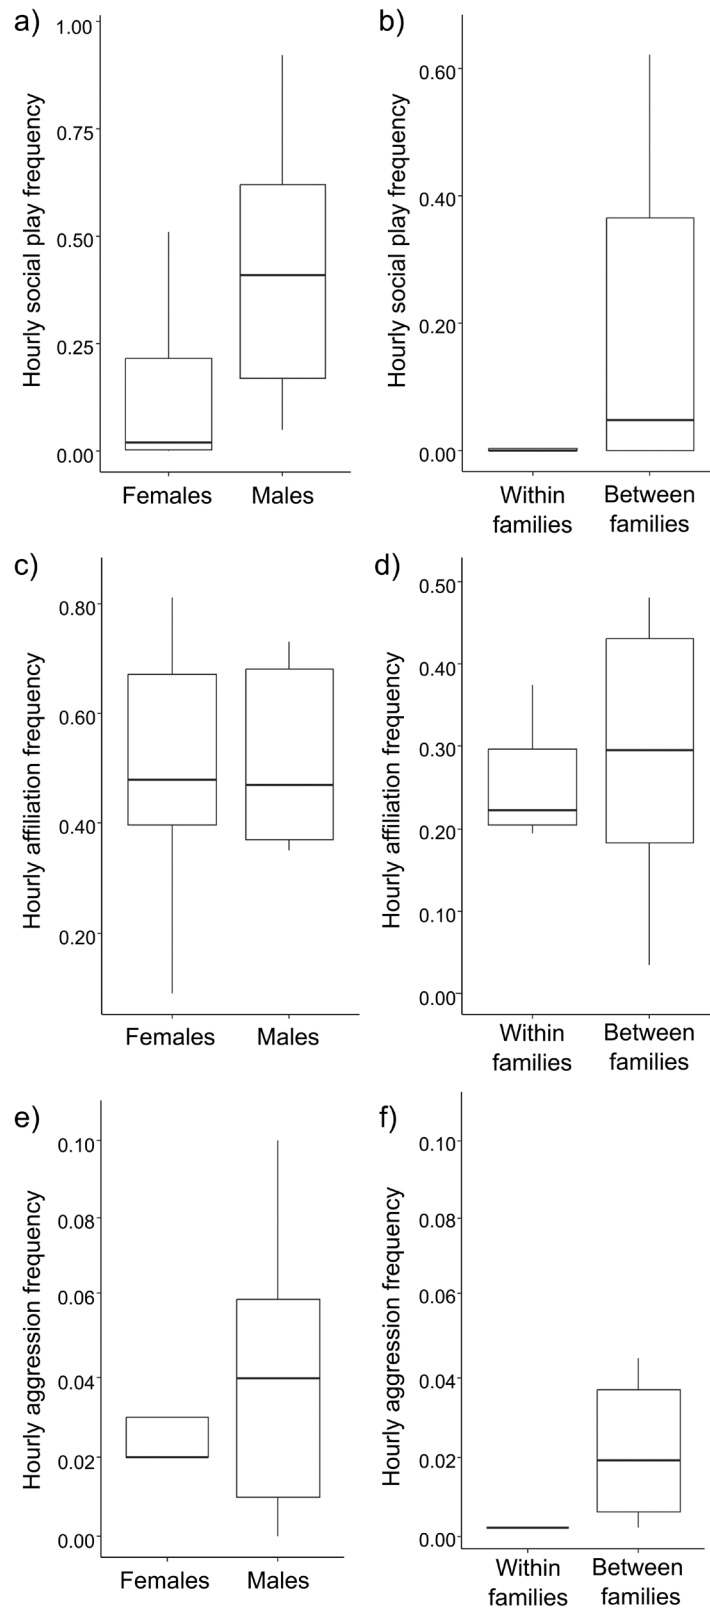 a)
Hourly social play frequency
1.00
0.75
0.50
0.25
0.00
Females
Males
b)
Hourly social play frequency
0.60
0.40
0.20
0.00
Within
families
Between
families
c)
Hourly affiliation frequency
0.80
0.60
0.40
0.20
Females
Males
d)
Hourly affiliation frequency
0.50
0.40
0.30
0.20
0.10
0.00
Within
families
Between
families
e)
Hourly aggression frequency
0.10
0.08
0.06
0.04
0.02
0.00
Females
Males
f)
Hourly aggression frequency
0.10
0.08
0.06
0.04
0.02
0.00
Within
families
Between
families